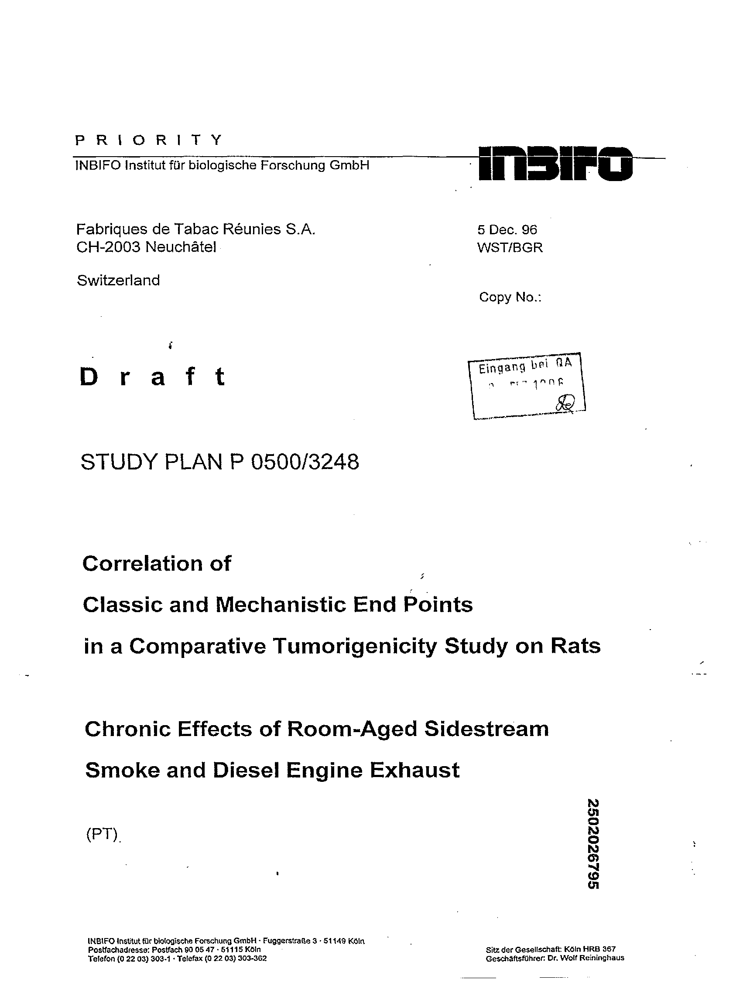 P R I O R I T Y
INBIFO Institut für biologische Forschung GmbH
INBIFO
Fabriques de Tabac Réunies S.A.
CH-2003 Neuchâtel
Switzerland
5 Dec. 96
WST/BGR
Copy No.:
D r a f t
Eingang bei QA
STUDY PLAN P 0500/3248
Correlation of
Classic and Mechanistic End Points
in a Comparative Tumorigenicity Study on Rats
Chronic Effects of Room-Aged Sidestream
Smoke and Diesel Engine Exhaust
(PT)
2502026795
INBIFO Institut für biologische Forschung GmbH · Fuggerstraße 3 · 51149 Köln
Postfachadresse: Postfach 90 05 47 · 51115 Köln
Telefon (0 22 03) 303-1 · Telefax (0 22 03) 303-362
Sitz der Gesellschaft: Köln HRB 367
Geschäftsführer: Dr. Wolf Reininghaus